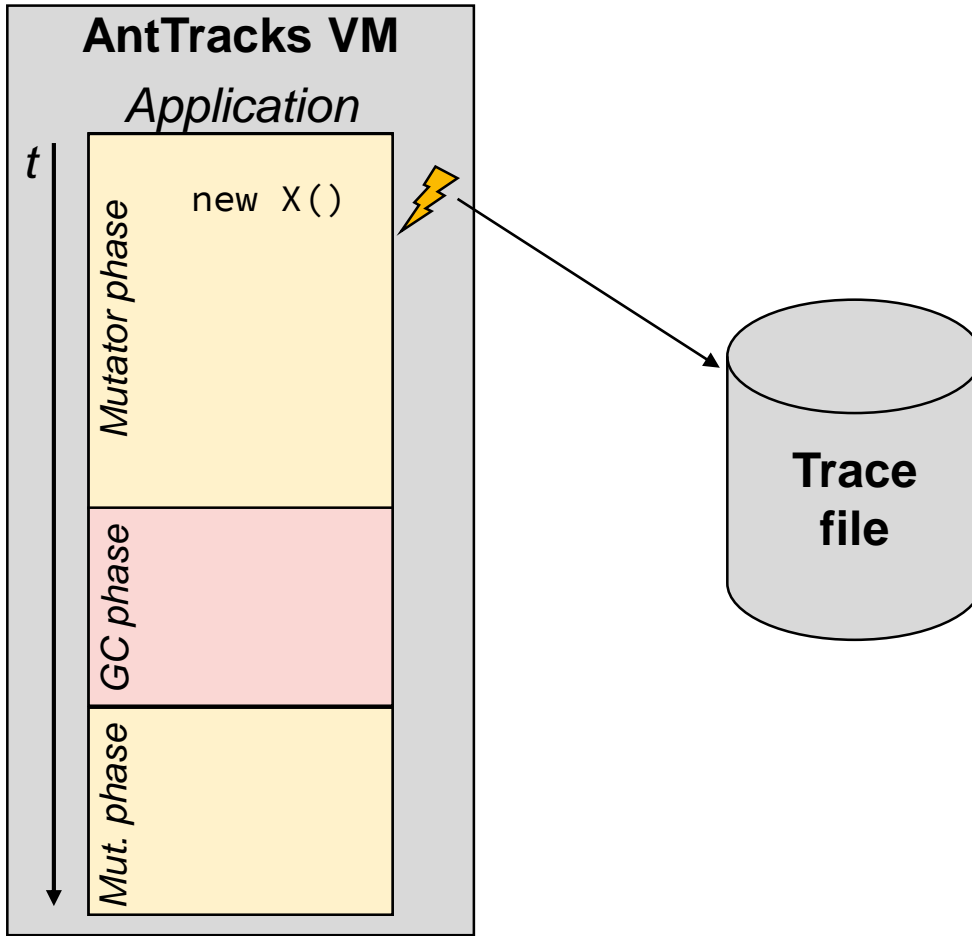 AntTracks VM
Application
t
Mutator phase
new X()
GC phase
Mut. phase
Trace
file